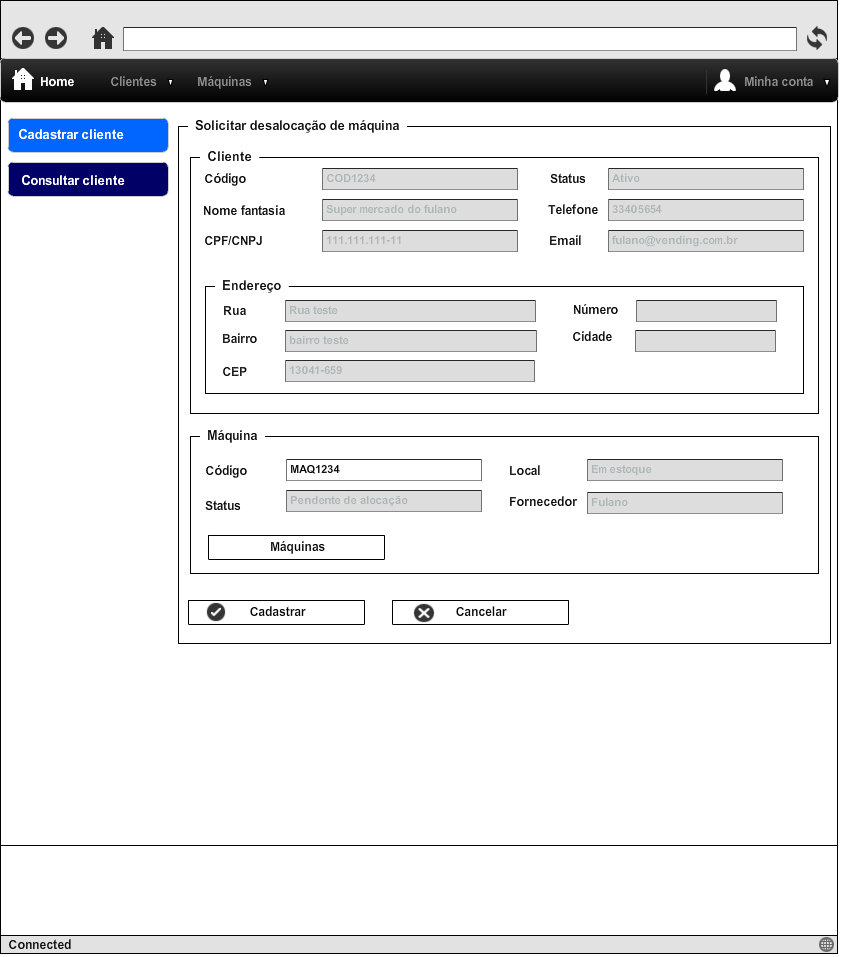 Home Clientes Máquinas Minha conta
Cadastrar cliente
Consultar cliente
Solicitar desalocação de máquina
Cliente
Código COD1234 Status Ativo
Nome fantasia Super mercado do fulano Telefone 33405654
CPF/CNPJ 111.111.111-11 Email fulano@vending.com.br
Endereço
Rua Rua teste Número
Bairro bairro teste Cidade
CEP 13041-659
Máquina
Código MAQ1234 Local Em estoque
Status Pendente de alocação Fornecedor Fulano
Máquinas
Cadastrar Cancelar
Connected